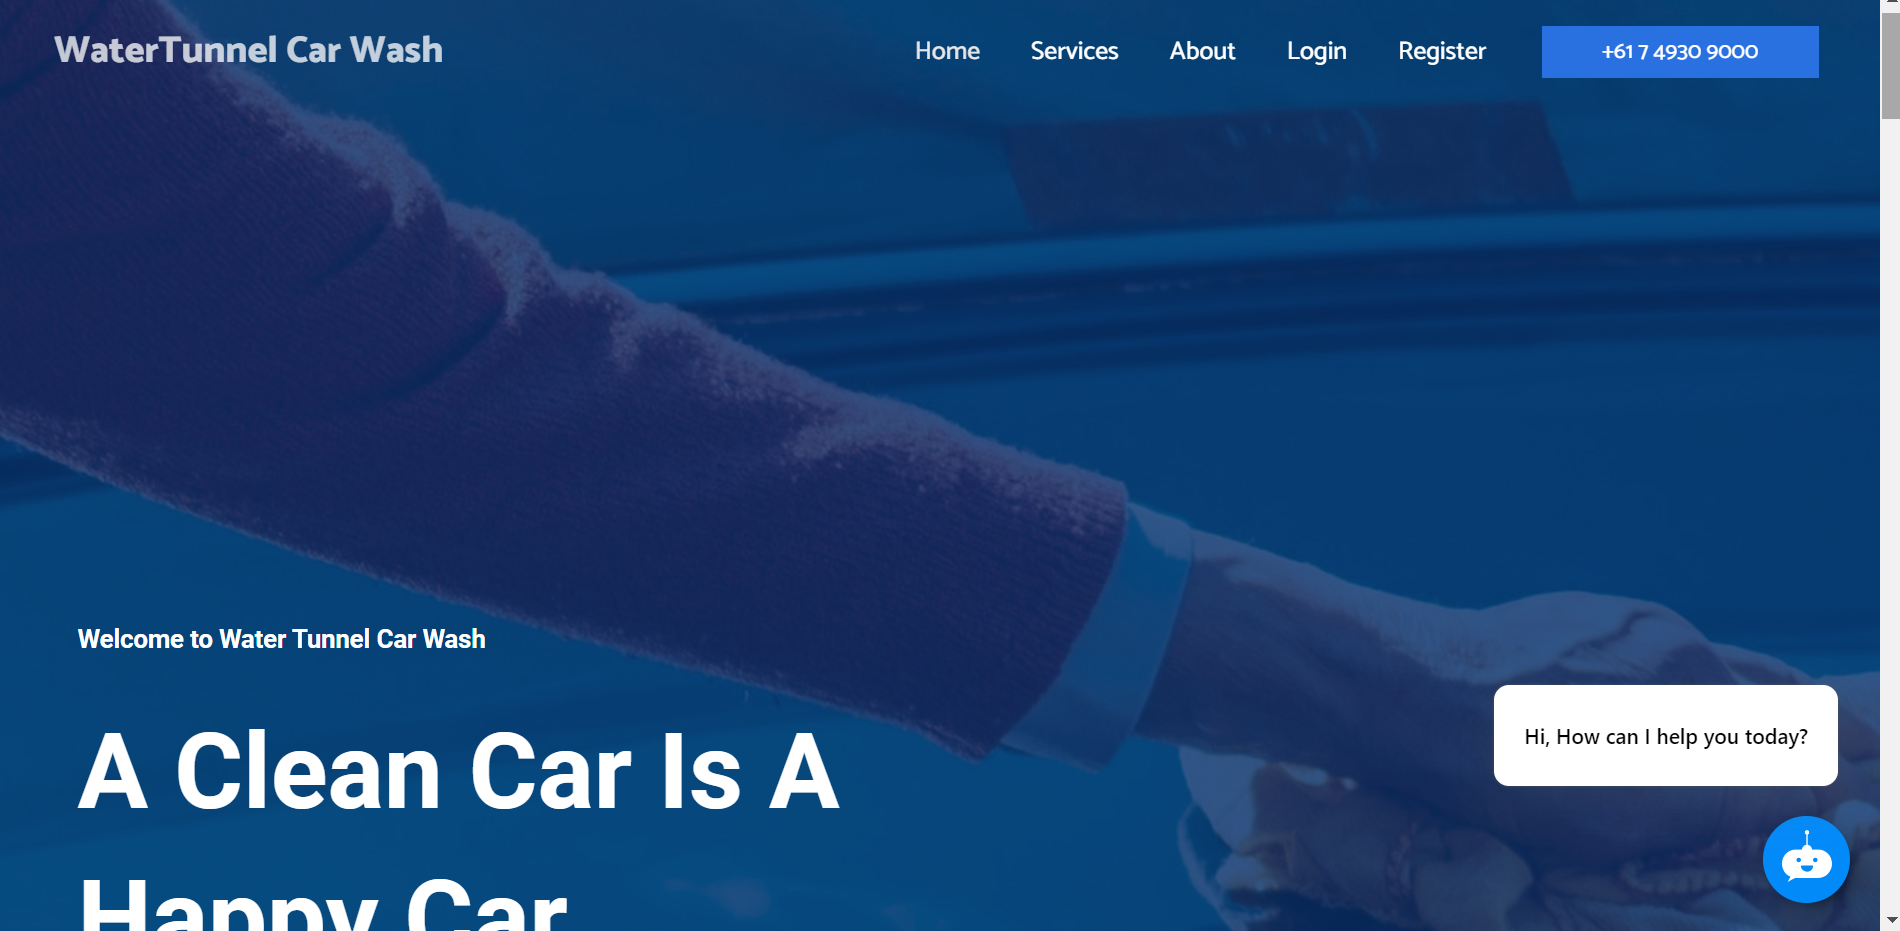 WaterTunnel Car Wash
Home Services About Login Register +61 7 4930 9000
Welcome to Water Tunnel Car Wash
A Clean Car Is A
Happy Car
Hi, How can I help you today?